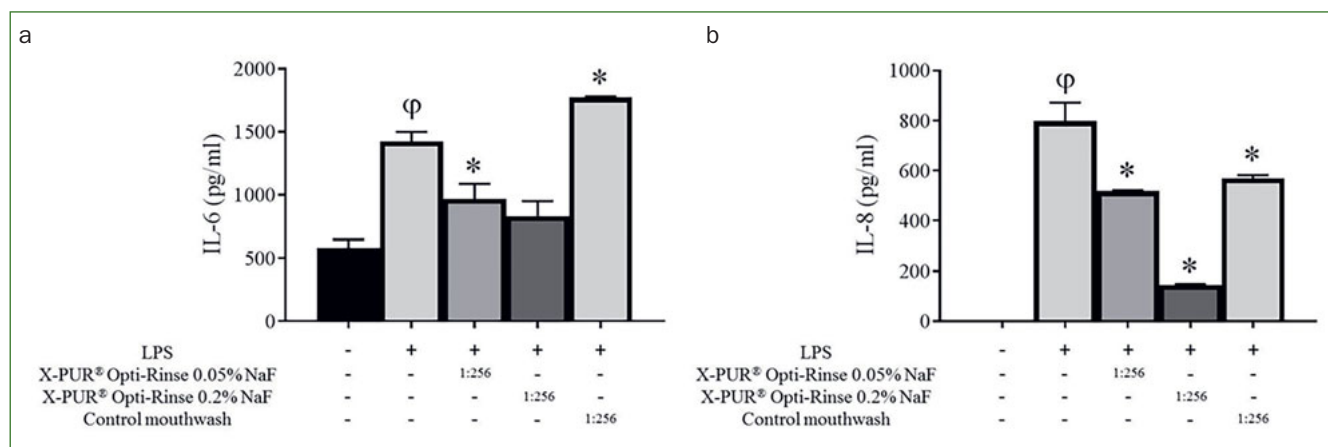 a
2000
1500
1000
500
0
IL-6 (pg/ml)
φ
*
*
LPS - + + + +
X-PUR® Opti-Rinse 0.05% NaF - - 1:256 - -
X-PUR® Opti-Rinse 0.2% NaF - - - 1:256 -
Control mouthwash - - - - 1:256
b
1000
800
600
400
200
0
IL-8 (pg/ml)
φ
*
*
*
LPS - + + + +
X-PUR® Opti-Rinse 0.05% NaF - - 1:256 - -
X-PUR® Opti-Rinse 0.2% NaF - - - 1:256 -
Control mouthwash - - - - 1:256